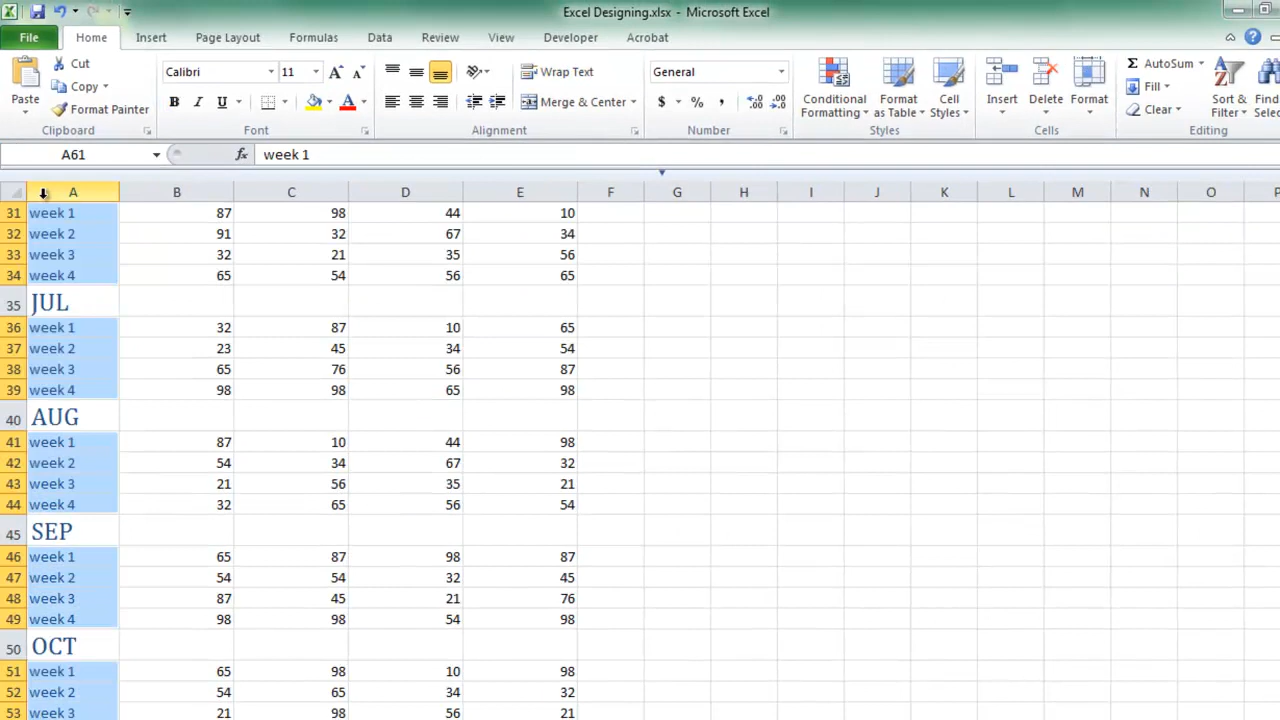 Excel Designing.xlsx - Microsoft Excel
File Home Insert Page Layout Formulas Data Review View Developer Acrobat
Paste
Cut
Copy
Format Painter
Calibri 11
B I U
Wrap Text
Merge & Center
General
$ % ,
Conditional Formatting
Format as Table
Cell Styles
Insert Delete Format
Σ AutoSum
Fill
Clear
Sort & Filter
Find
Clipboard Font Alignment Number Styles Cells Editing
A61 fx week 1
A B C D E F G H I J K L M N O P
31 week 1 87 98 44 10
32 week 2 91 32 67 34
33 week 3 32 21 35 56
34 week 4 65 54 56 65
35 JUL
36 week 1 32 87 10 65
37 week 2 23 45 34 54
38 week 3 65 76 56 87
39 week 4 98 98 65 98
40 AUG
41 week 1 87 10 44 98
42 week 2 54 34 67 32
43 week 3 21 56 35 21
44 week 4 32 65 56 54
45 SEP
46 week 1 65 87 98 87
47 week 2 54 54 32 45
48 week 3 87 45 21 76
49 week 4 98 98 54 98
50 OCT
51 week 1 65 98 10 98
52 week 2 54 65 34 32
53 week 3 21 98 56 21